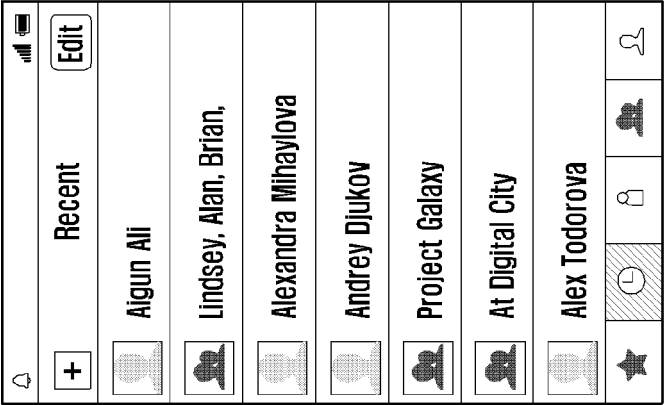 + Recent Edit
Aigun Ali
Lindsey, Alan, Brian,
Alexandra Mihaylova
Andrey Djukov
Project Galaxy
At Digital City
Alex Todorova